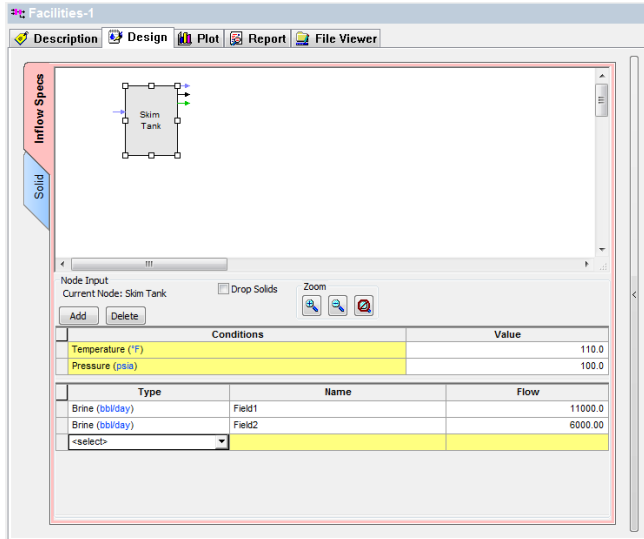 Facilities-1
Description Design Plot Report File Viewer
Inflow Specs
Solid
Skim
Tank
Node Input
Current Node: Skim Tank
Drop Solids
Zoom
Add Delete
Conditions Value
Temperature (°F) 110.0
Pressure (psia) 100.0
Type Name Flow
Brine (bbl/day) Field1 11000.0
Brine (bbl/day) Field2 6000.00
<select>